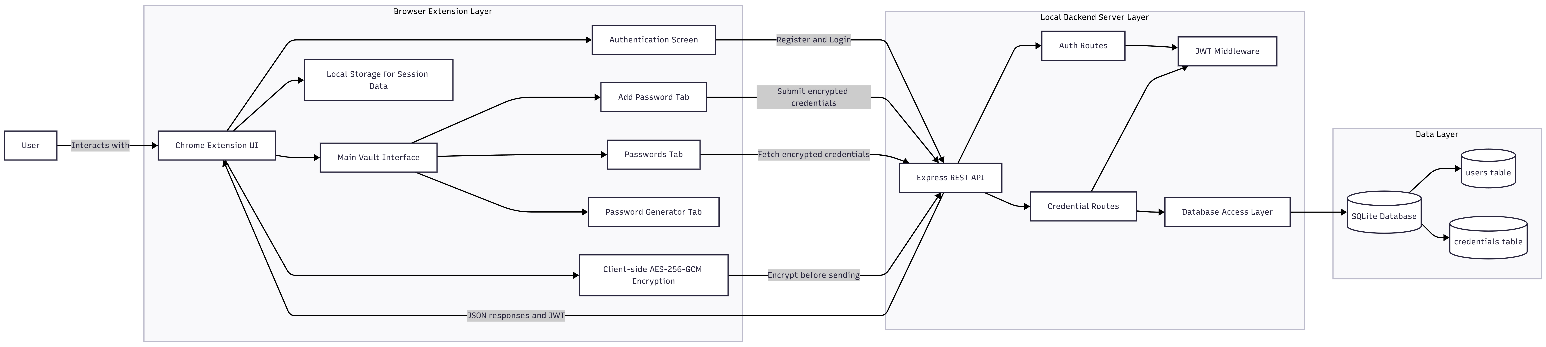 Browser Extension Layer
Local Backend Server Layer
Authentication Screen
Register and Login
Auth Routes
JWT Middleware
Local Storage for Session
Data
Add Password Tab
Submit encrypted
credentials
User
Interacts with
Chrome Extension UI
Main Vault Interface
Passwords Tab
Fetch encrypted credentials
Express REST API
Data Layer
users table
Password Generator Tab
Credential Routes
Database Access Layer
SQLite Database
credentials table
Client-side AES-256-GCM
Encryption
Encrypt before sending
JSON responses and JWT